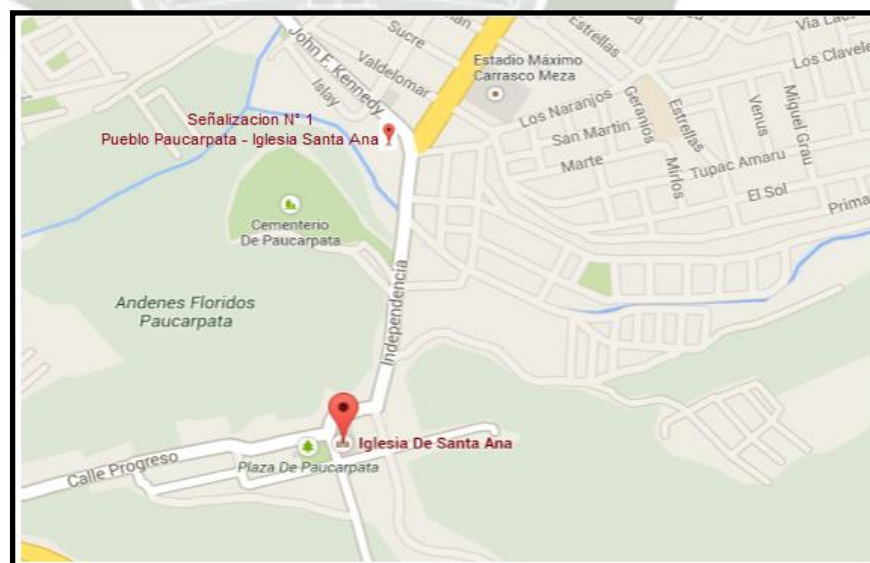 Sucre
Via
Estrellas
John F. Kennedy
Los Clavele
Valdelomar
Estadio Máximo
Carrasco Meza
Islay
Los Naranjos
Geranios
Estrellas
Venus
Miguel Grau
Señalizacion N° 1
Pueblo Paucarpata - Iglesia Santa Ana
San Martin
Marte
Mirlos
Tupac Amaru
El Sol
Prima
Cementerio
De Paucarpata
Independencia
Andenes Floridos
Paucarpata
Iglesia De Santa Ana
Calle Progreso
Plaza De Paucarpata